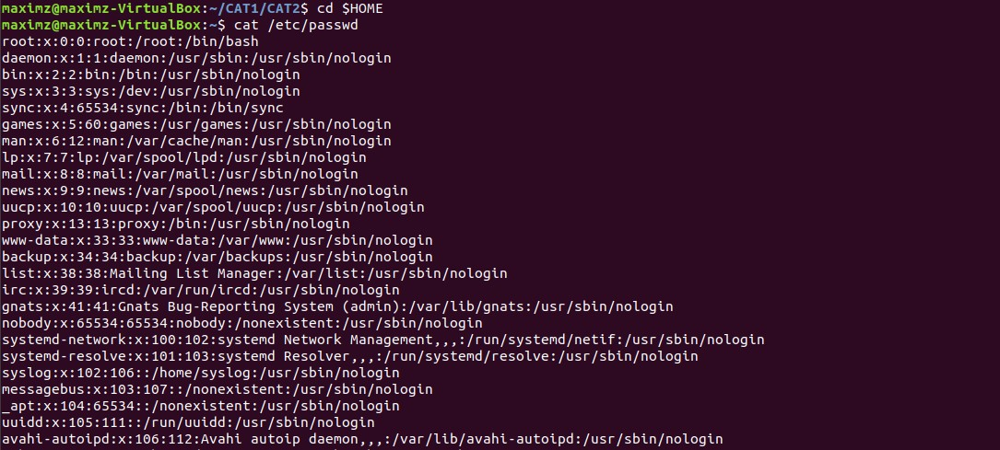 maximz@maximz-VirtualBox:~/CAT1/CAT2$ cd $HOME
maximz@maximz-VirtualBox:~$ cat /etc/passwd
root:x:0:0:root:/root:/bin/bash
daemon:x:1:1:daemon:/usr/sbin:/usr/sbin/nologin
bin:x:2:2:bin:/bin:/usr/sbin/nologin
sys:x:3:3:sys:/dev:/usr/sbin/nologin
sync:x:4:65534:sync:/bin:/bin/sync
games:x:5:60:games:/usr/games:/usr/sbin/nologin
man:x:6:12:man:/var/cache/man:/usr/sbin/nologin
lp:x:7:7:lp:/var/spool/lpd:/usr/sbin/nologin
mail:x:8:8:mail:/var/mail:/usr/sbin/nologin
news:x:9:9:news:/var/spool/news:/usr/sbin/nologin
uucp:x:10:10:uucp:/var/spool/uucp:/usr/sbin/nologin
proxy:x:13:13:proxy:/bin:/usr/sbin/nologin
www-data:x:33:33:www-data:/var/www:/usr/sbin/nologin
backup:x:34:34:backup:/var/backups:/usr/sbin/nologin
list:x:38:38:Mailing List Manager:/var/list:/usr/sbin/nologin
irc:x:39:39:ircd:/var/run/ircd:/usr/sbin/nologin
gnats:x:41:41:Gnats Bug-Reporting System (admin):/var/lib/gnats:/usr/sbin/nologin
nobody:x:65534:65534:nobody:/nonexistent:/usr/sbin/nologin
systemd-network:x:100:102:systemd Network Management,,,:/run/systemd/netif:/usr/sbin/nologin
systemd-resolve:x:101:103:systemd Resolver,,,:/run/systemd/resolve:/usr/sbin/nologin
syslog:x:102:106::/home/syslog:/usr/sbin/nologin
messagebus:x:103:107::/nonexistent:/usr/sbin/nologin
_apt:x:104:65534::/nonexistent:/usr/sbin/nologin
uuidd:x:105:111::/run/uuidd:/usr/sbin/nologin
avahi-autoipd:x:106:112:Avahi autoip daemon,,,:/var/lib/avahi-autoipd:/usr/sbin/nologin